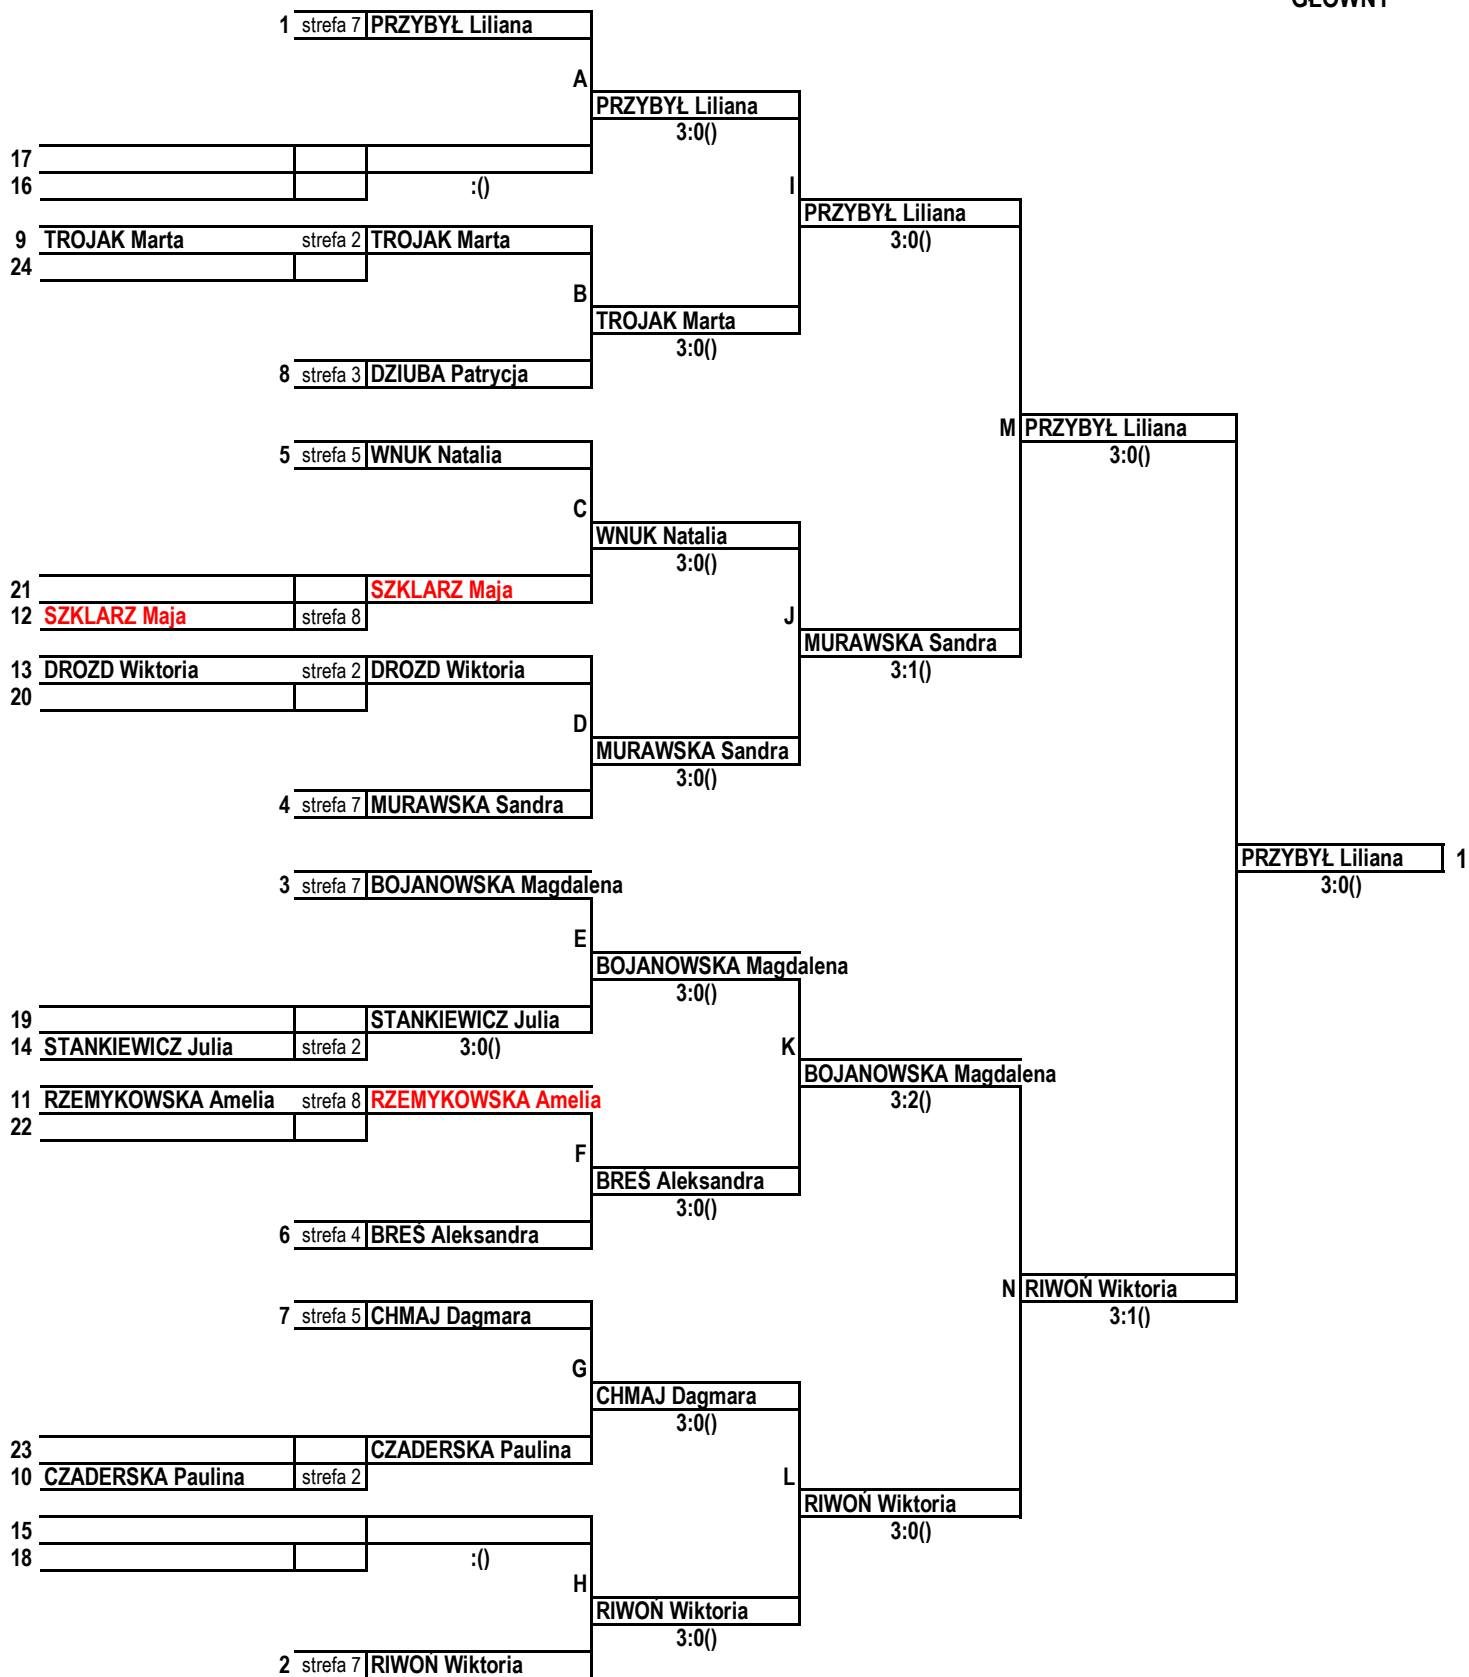 GŁÓWNY
1 strefa 7 PRZYBYŁ Liliana
A
PRZYBYŁ Liliana
3:0()
17
16 :()
I
PRZYBYŁ Liliana
3:0()
9 TROJAK Marta strefa 2 TROJAK Marta
24
B
TROJAK Marta
3:0()
8 strefa 3 DZIUBA Patrycja
M PRZYBYŁ Liliana
3:0()
5 strefa 5 WNUK Natalia
C
WNUK Natalia
3:0()
21 SZKLARZ Maja
12 SZKLARZ Maja strefa 8
J
MURAWSKA Sandra
3:1()
13 DROZD Wiktoria strefa 2 DROZD Wiktoria
20
D
MURAWSKA Sandra
3:0()
4 strefa 7 MURAWSKA Sandra
PRZYBYŁ Liliana 1
3:0()
3 strefa 7 BOJANOWSKA Magdalena
E
BOJANOWSKA Magdalena
3:0()
19 STANKIEWICZ Julia
14 STANKIEWICZ Julia strefa 2 3:0()
K
BOJANOWSKA Magdalena
3:2()
11 RZEMYKOWSKA Amelia strefa 8 RZEMYKOWSKA Amelia
22
F
BREŚ Aleksandra
3:0()
6 strefa 4 BREŚ Aleksandra
N RIWOŃ Wiktoria
3:1()
7 strefa 5 CHMAJ Dagmara
G
CHMAJ Dagmara
3:0()
23 CZADERSKA Paulina
10 CZADERSKA Paulina strefa 2
L
RIWOŃ Wiktoria
3:0()
15
18 :()
H
RIWOŃ Wiktoria
3:0()
2 strefa 7 RIWOŃ Wiktoria